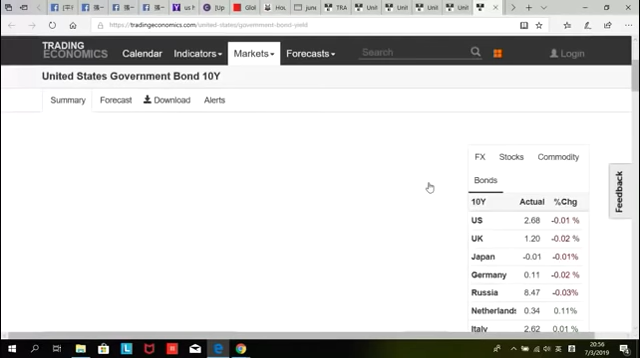 https://tradingeconomics.com/united-states/government-bond-yield
TRADING
ECONOMICS
Calendar
Indicators
Markets
Forecasts
Search
Login
United States Government Bond 10Y
Summary
Forecast
Download
Alerts
FX
Stocks
Commodity
Bonds
10Y Actual %Chg
US 2.68 -0.01 %
UK 1.20 -0.02 %
Japan -0.01 -0.01%
Germany 0.11 -0.02 %
Russia 8.47 -0.03%
Netherlands 0.34 0.11%
Italy 2.62 0.01 %
Feedback
20:56
7/3/2019